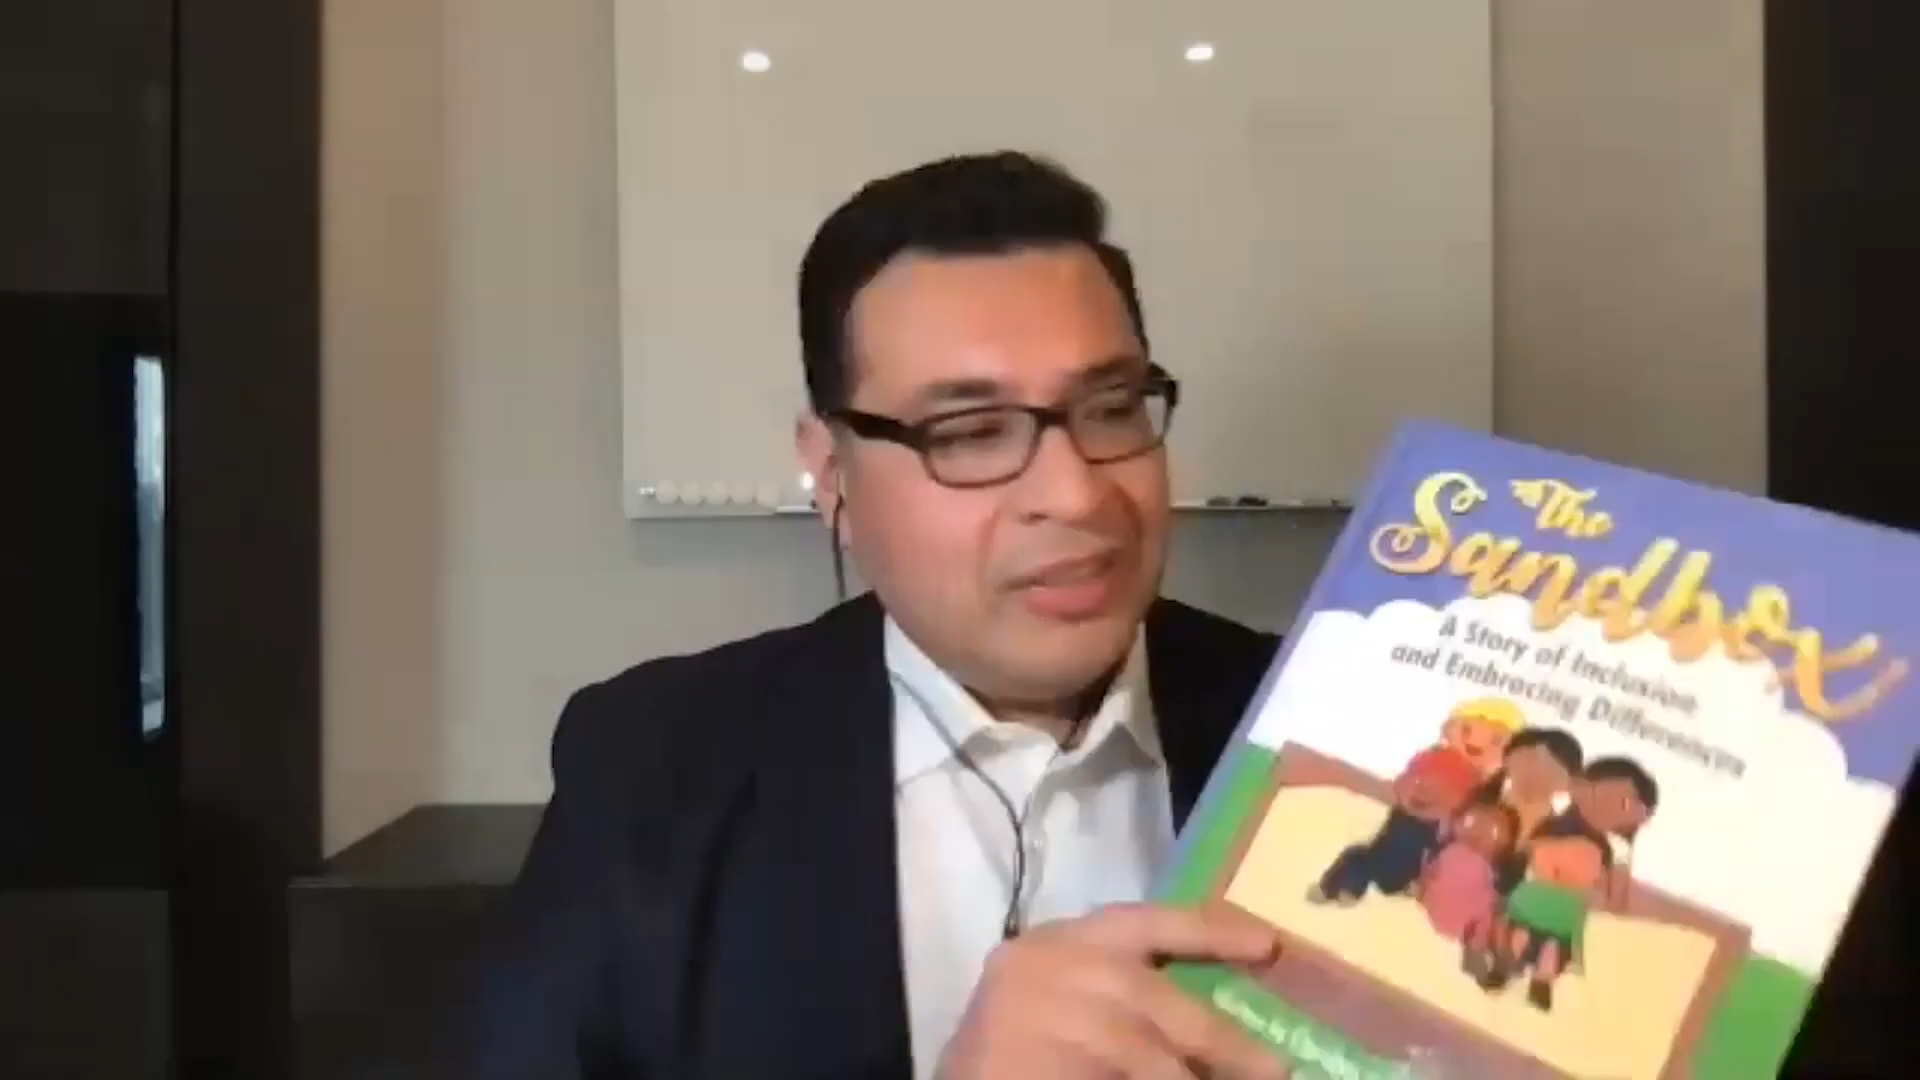 The
Sandbox
A Story of Inclusion
and Embracing Differences